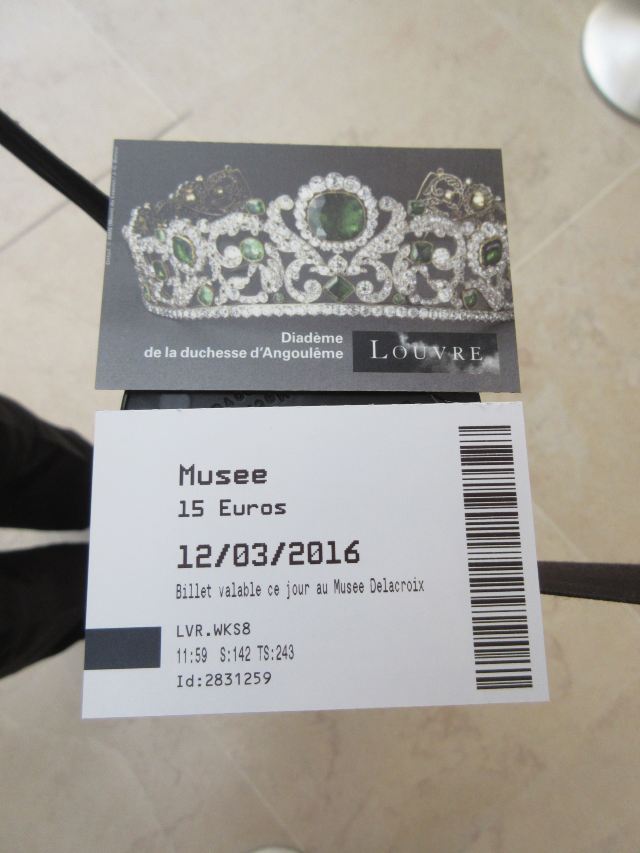 Diadème
de la duchesse d'Angoulême
LOUVRE
Musee
15 Euros
12/03/2016
Billet valable ce jour au Musee Delacroix
LVR.WKS8
11:59 S:142 TS:243
Id:2831259